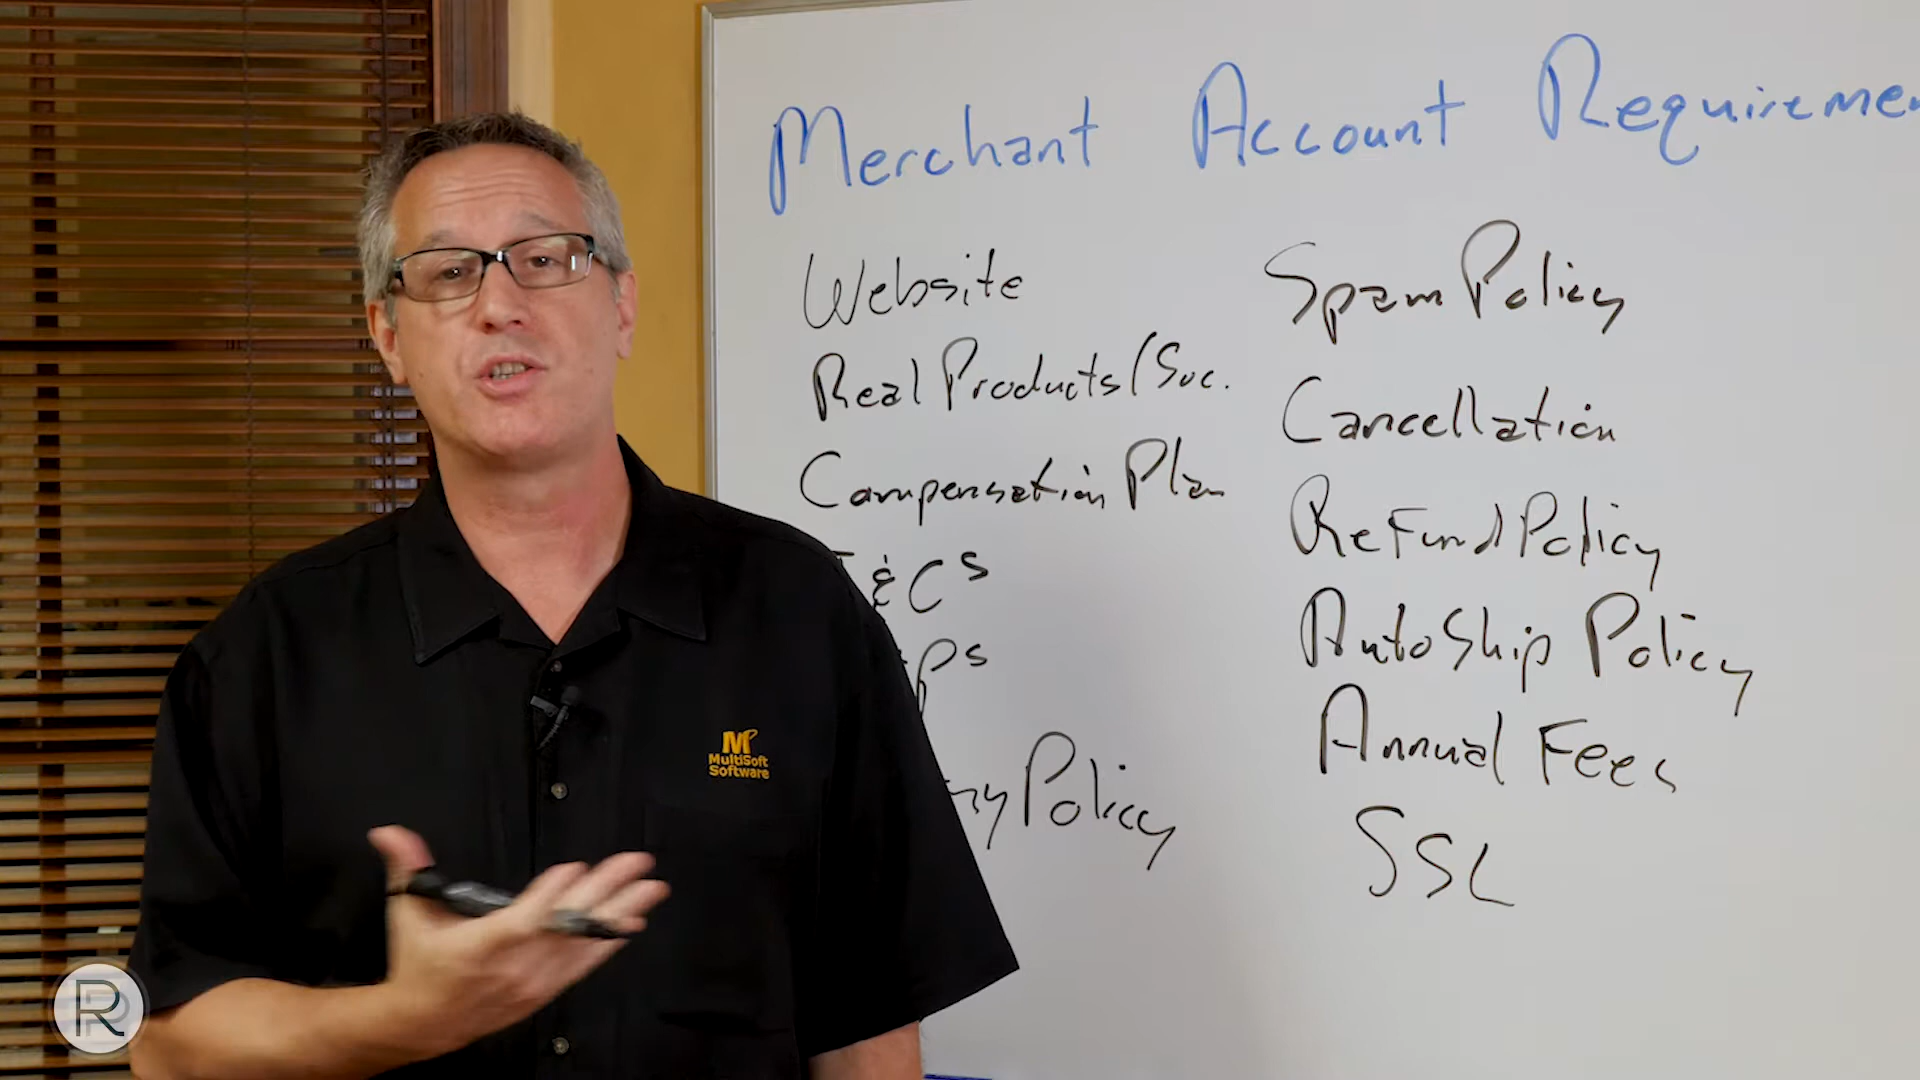 Merchant Account Requiremen
Website
Real Products/Svc.
Compensation Plan
T&Cs
Ps
Policy
Spam Policy
Cancellation
Refund Policy
AutoShip Policy
Annual Fees
SSL
M
MultiSoft
Software
R